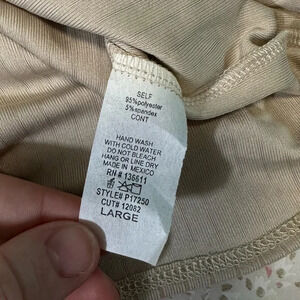 SELF
95%polyester
5%spandex
CONT
HAND WASH
WITH COLD WATER
DO NOT BLEACH
HANG OR LINE DRY
MADE IN MEXICO
RN # 136611
STYLE# P17250
CUT# 12082
LARGE